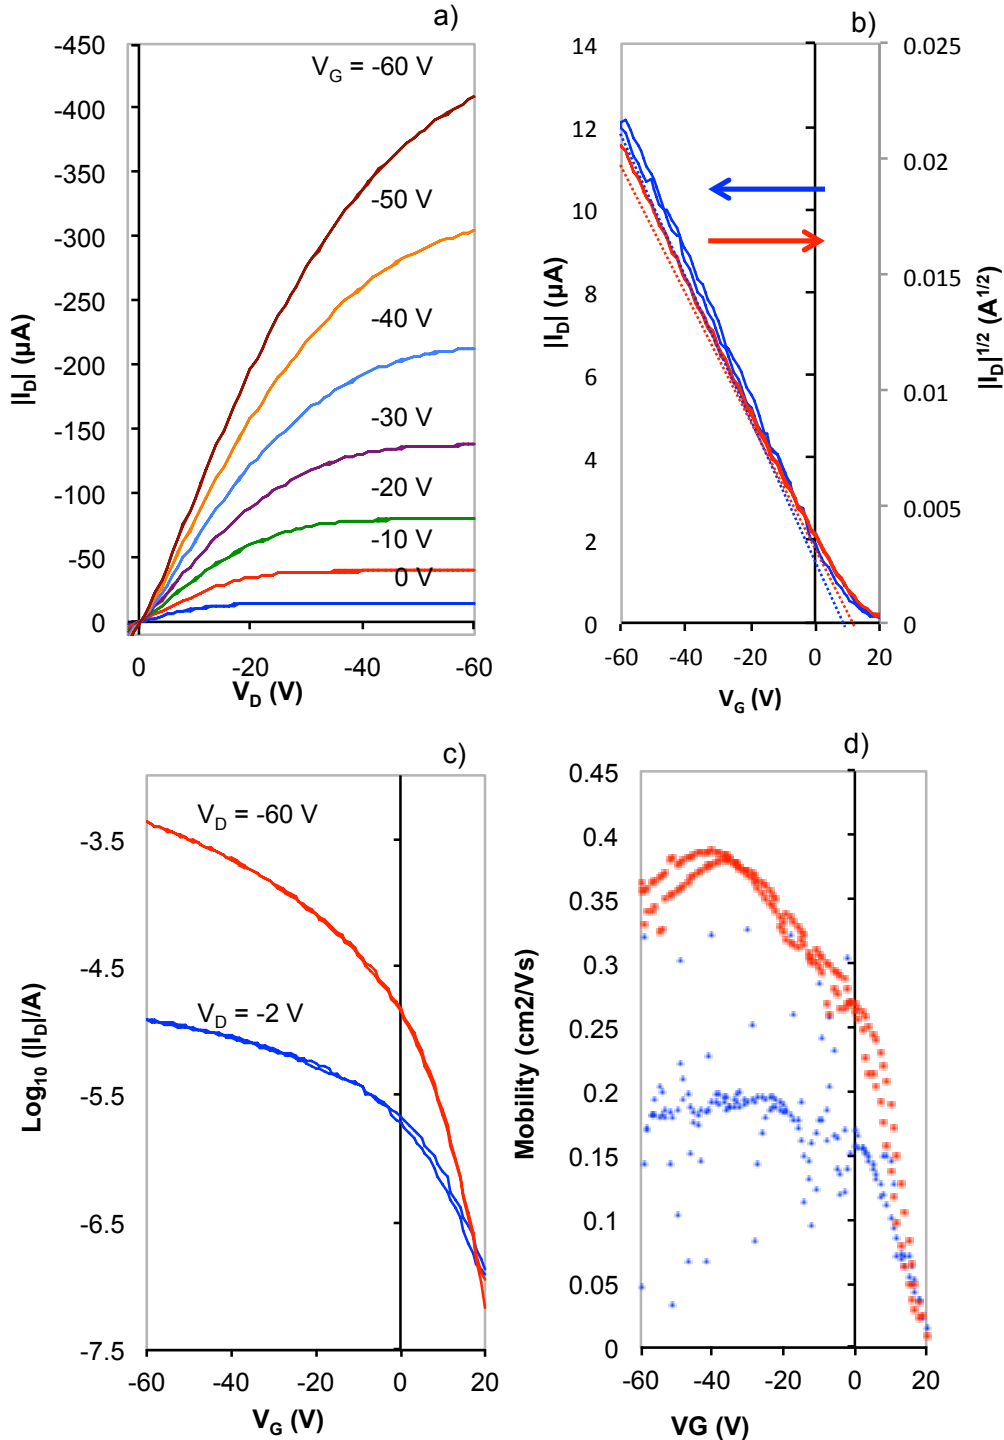 a)
-450
-400
-350
-300
-250
-200
-150
-100
-50
0
|I_D| (µA)
V_G = -60 V
-50 V
-40 V
-30 V
-20 V
-10 V
0 V
0 -20 -40 -60
V_D (V)
b)
14
12
10
8
6
4
2
0
|I_D| (µA)
0.025
0.02
0.015
0.01
0.005
0
|I_D|^1/2 (A^1/2)
-60 -40 -20 0 20
V_G (V)
c)
-3.5
-4.5
-5.5
-6.5
-7.5
Log_10 (|I_D|/A)
V_D = -60 V
V_D = -2 V
-60 -40 -20 0 20
V_G (V)
d)
0.45
0.4
0.35
0.3
0.25
0.2
0.15
0.1
0.05
0
Mobility (cm2/Vs)
-60 -40 -20 0 20
VG (V)